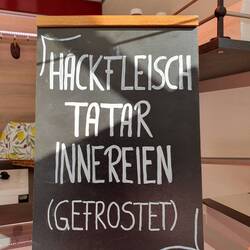 HACKFLEISCH
TATAR
INNEREIEN
(GEFROSTET)